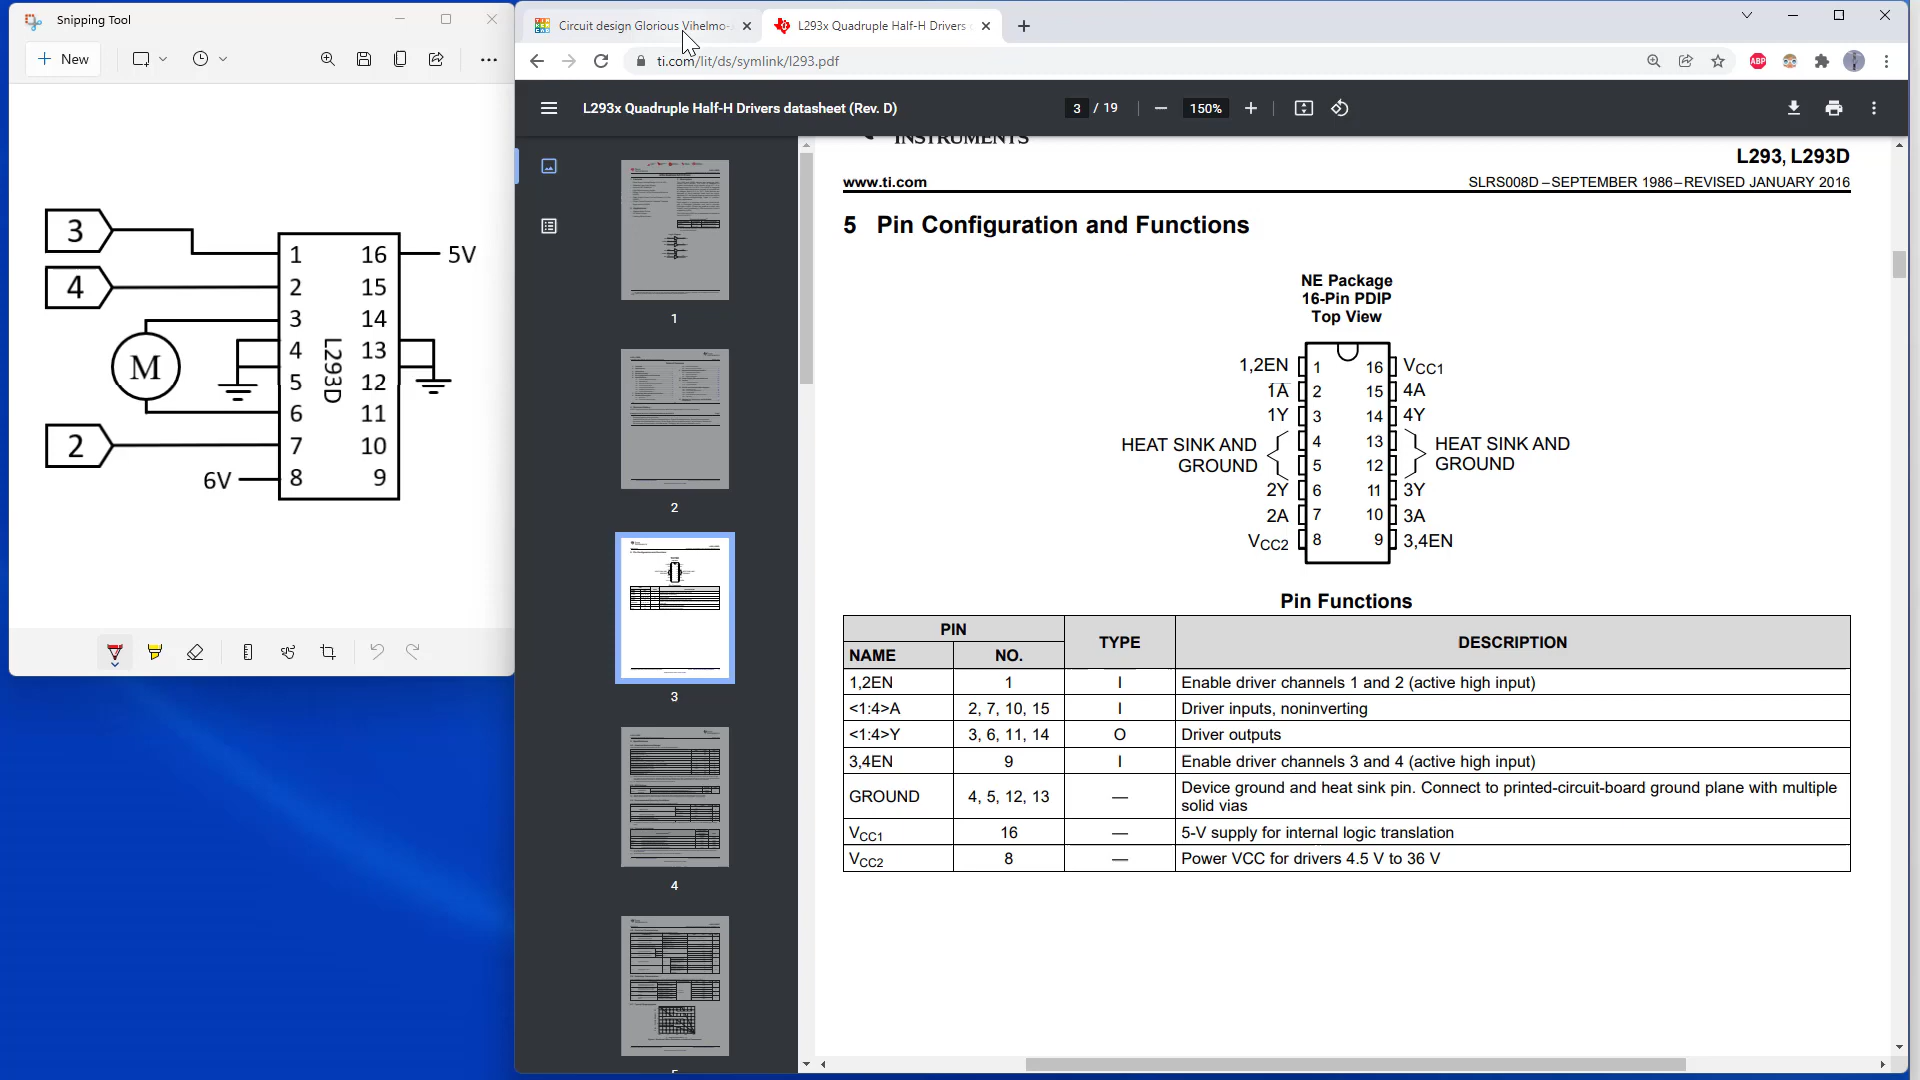 Snipping Tool
New
3
4
M
2
6V
5V
1 16
2 15
3 14
4 13
5 12
6 11
7 10
8 9
L293D
Circuit design Glorious Vihelmo-
L293x Quadruple Half-H Drivers
ti.com/lit/ds/symlink/l293.pdf
ABP
L293x Quadruple Half-H Drivers datasheet (Rev. D)
3 / 19
150%
1
2
3
4
INSTRUMENTS
L293, L293D
www.ti.com
SLRS008D – SEPTEMBER 1986 – REVISED JANUARY 2016
5 Pin Configuration and Functions
NE Package
16-Pin PDIP
Top View
1,2EN 1 16 VCC1
1A 2 15 4A
1Y 3 14 4Y
HEAT SINK AND GROUND 4 13 HEAT SINK AND GROUND
5 12
2Y 6 11 3Y
2A 7 10 3A
VCC2 8 9 3,4EN
Pin Functions
PIN TYPE DESCRIPTION
NAME NO.
1,2EN 1 I Enable driver channels 1 and 2 (active high input)
<1:4>A 2, 7, 10, 15 I Driver inputs, noninverting
<1:4>Y 3, 6, 11, 14 O Driver outputs
3,4EN 9 I Enable driver channels 3 and 4 (active high input)
GROUND 4, 5, 12, 13 — Device ground and heat sink pin. Connect to printed-circuit-board ground plane with multiple
solid vias
VCC1 16 — 5-V supply for internal logic translation
VCC2 8 — Power VCC for drivers 4.5 V to 36 V